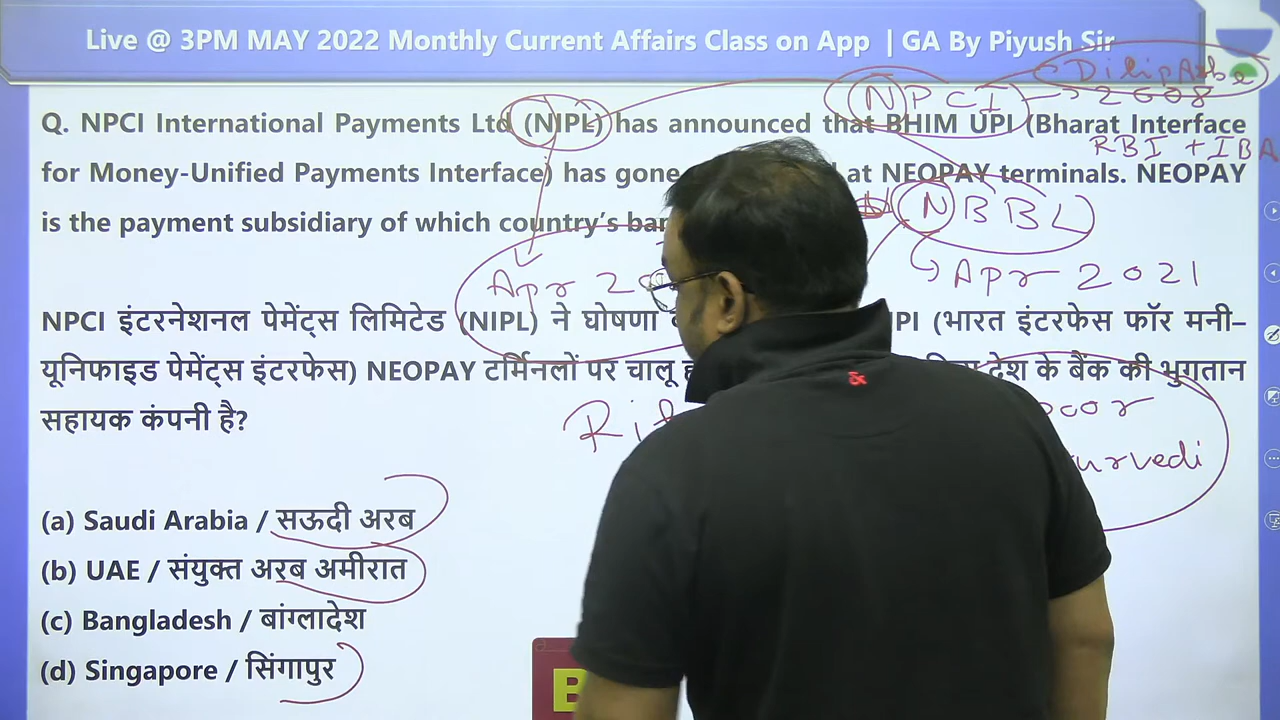 Live @ 3PM MAY 2022 Monthly Current Affairs Class on App | GA By Piyush Sir
Q. NPCI International Payments Ltd (NIPL) has announced that BHIM UPI (Bharat Interface
for Money-Unified Payments Interface) has gone at NEOPAY terminals. NEOPAY
is the payment subsidiary of which country's
NPCI इंटरनेशनल पेमेंट्स लिमिटेड (NIPL) ने घोषणा (भारत इंटरफेस फॉर मनी–
यूनिफाइड पेमेंट्स इंटरफेस) NEOPAY टर्मिनलों पर चालू देश के बैंक की भुगतान
सहायक कंपनी है?
(a) Saudi Arabia / सऊदी अरब
(b) UAE / संयुक्त अरब अमीरात
(c) Bangladesh / बांग्लादेश
(d) Singapore / सिंगापुर
NPCI
2008
RBI + IBA
NBBL
Apr 2021
Apr